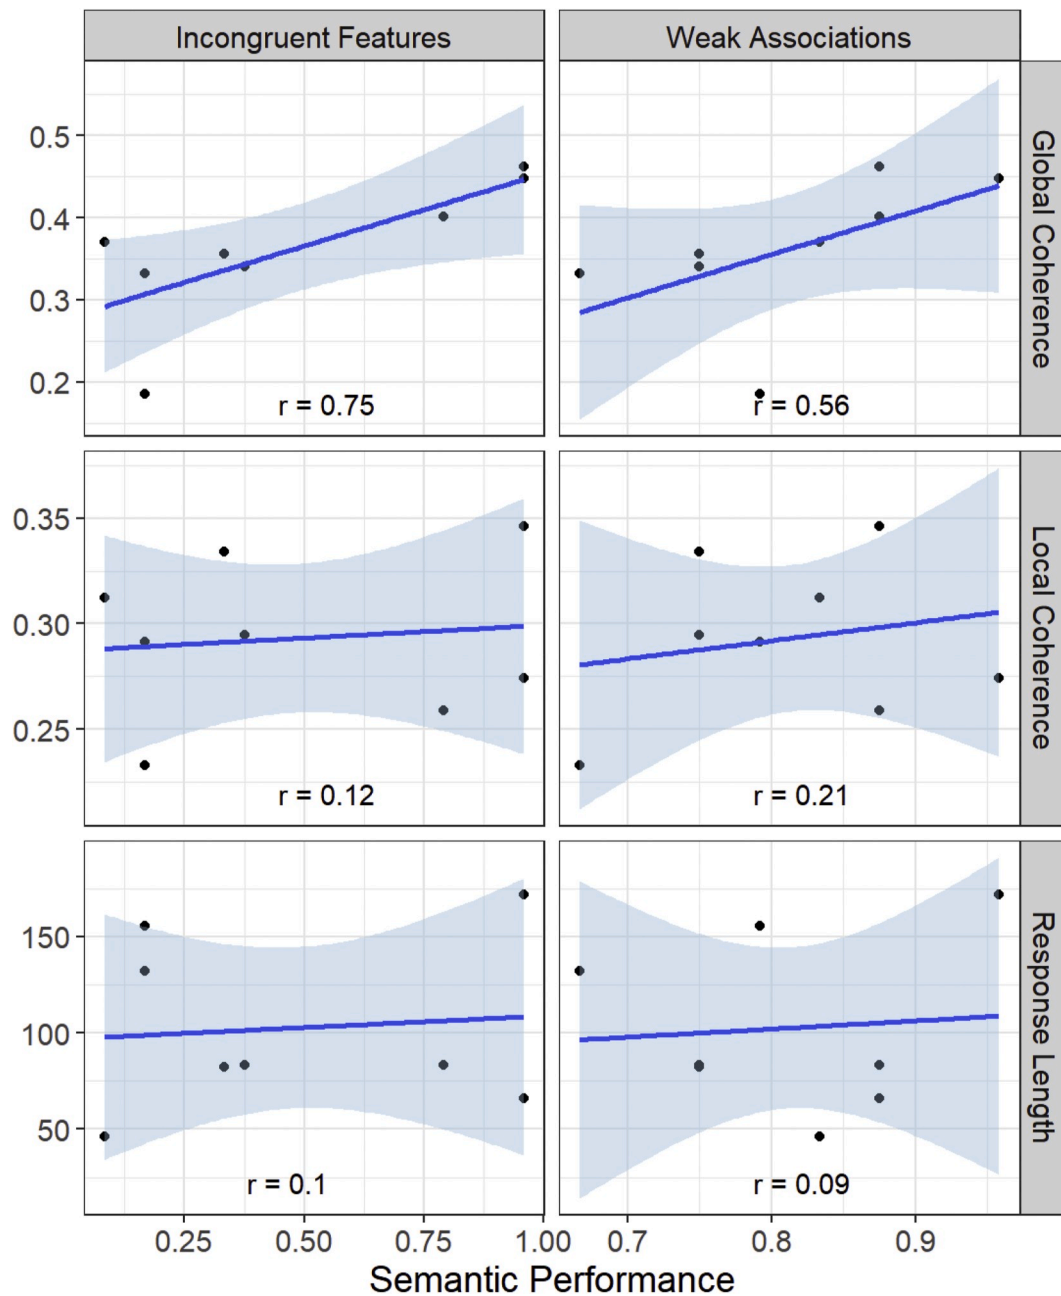 Incongruent Features
Weak Associations
0.5
0.4
0.3
0.2
r = 0.75
r = 0.56
Global Coherence
0.35
0.30
0.25
r = 0.12
r = 0.21
Local Coherence
150
100
50
r = 0.1
r = 0.09
Response Length
0.25 0.50 0.75 1.00 0.7 0.8 0.9
Semantic Performance